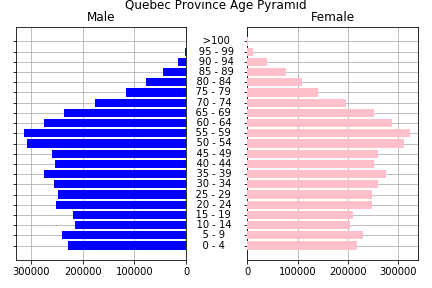 Quebec Province Age Pyramid
Male
Female
>100
95 - 99
90 - 94
85 - 89
80 - 84
75 - 79
70 - 74
65 - 69
60 - 64
55 - 59
50 - 54
45 - 49
40 - 44
35 - 39
30 - 34
25 - 29
20 - 24
15 - 19
10 - 14
5 - 9
0 - 4
300000 200000 100000 0
0 100000 200000 300000